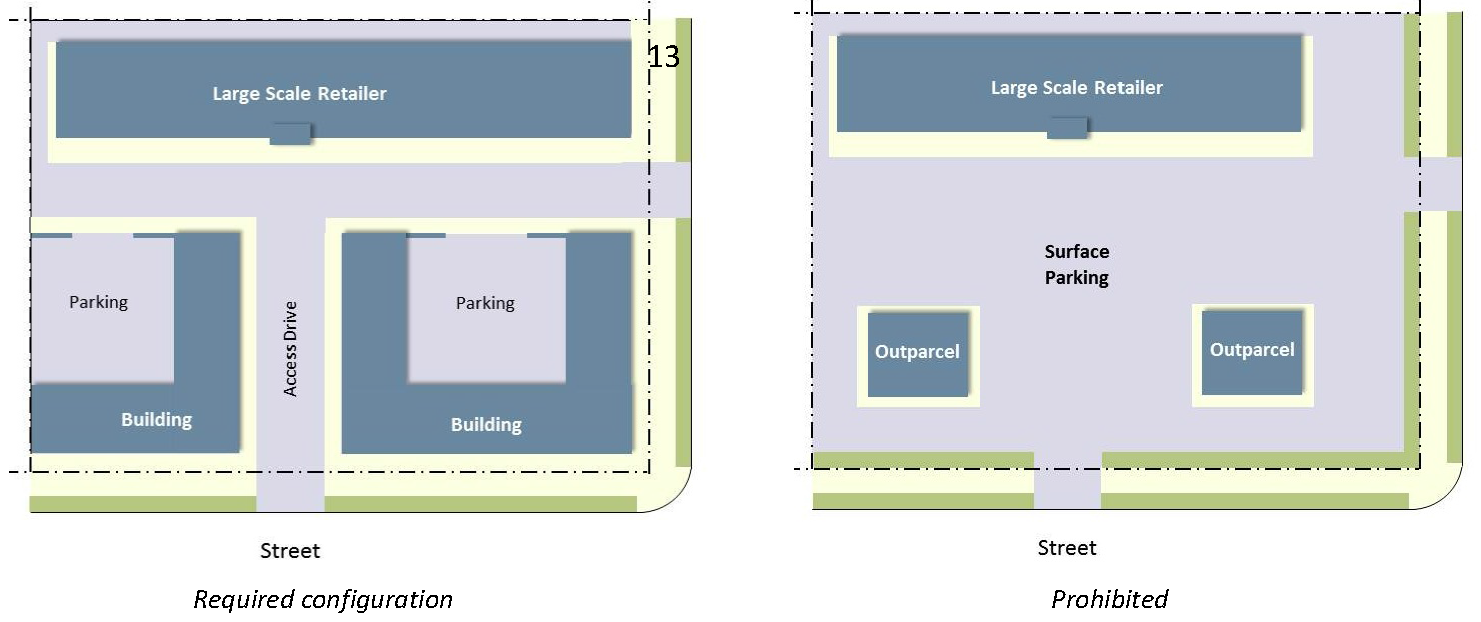 13
Large Scale Retailer
Parking
Access Drive
Parking
Building
Building
Street
Required configuration
Large Scale Retailer
Surface
Parking
Outparcel
Outparcel
Street
Prohibited